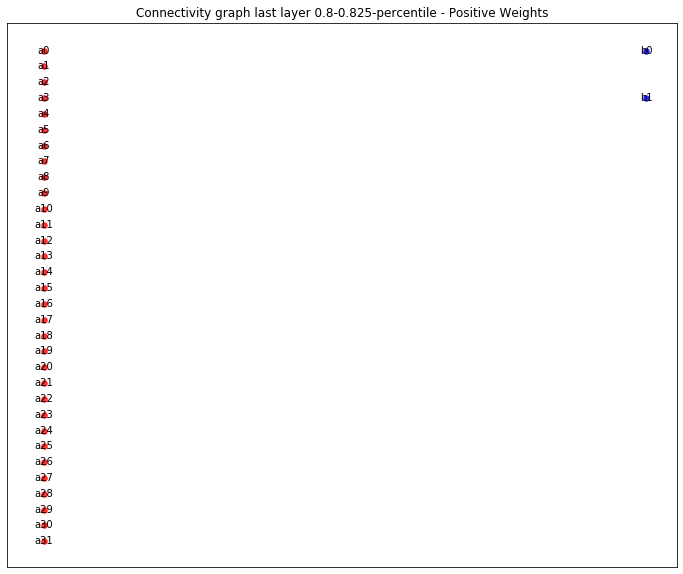 Connectivity graph last layer 0.8-0.825-percentile - Positive Weights
a0 b0
a1
a2
a3 b1
a4
a5
a6
a7
a8
a9
a10
a11
a12
a13
a14
a15
a16
a17
a18
a19
a20
a21
a22
a23
a24
a25
a26
a27
a28
a29
a30
a31